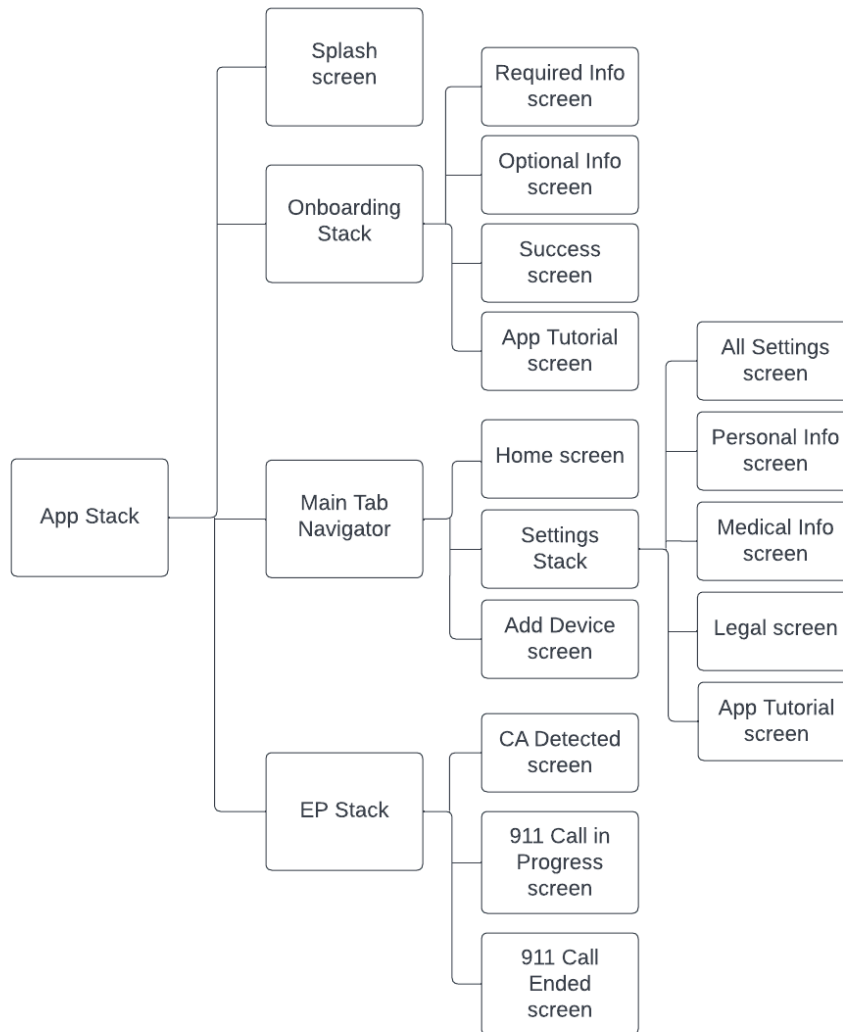 Splash
screen
Required Info
screen
Optional Info
screen
Onboarding
Stack
Success
screen
App Tutorial
screen
All Settings
screen
Personal Info
screen
Home screen
App Stack
Main Tab
Navigator
Settings
Stack
Medical Info
screen
Add Device
screen
Legal screen
App Tutorial
screen
CA Detected
screen
EP Stack
911 Call in
Progress
screen
911 Call
Ended
screen